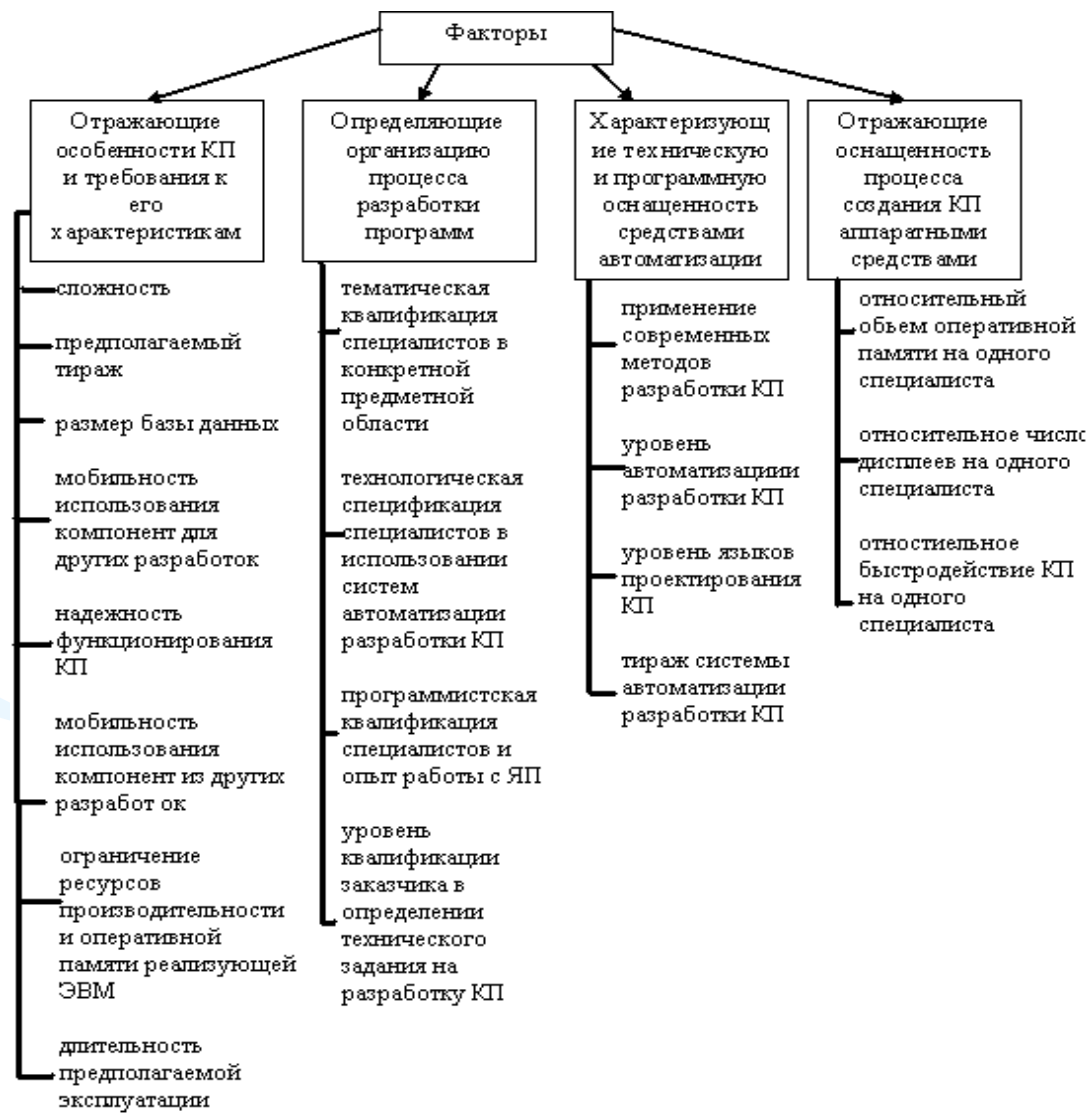 Факторы
Отражающие
особенности КП
и требования к
его
характеристикам
сложность
предполагаемый
тираж
размер базы данных
мобильность
использования
компонент для
других разработок
надежность
функционирования
КП
мобильность
использования
компонент из других
разработ ок
ограничение
ресурсов
производительности
и оперативной
памяти реализующей
ЭВМ
длительность
предполагаемой
эксплуатации
Определяющие
организацию
процесса
разработки
программ
тематическая
квалификация
специалистов в
конкретной
предметной
области
технологическая
спецификация
специалистов в
использовании
систем
автоматизации
разработки КП
программистская
квалификация
специалистов и
опыт работы с ЯП
уровень
квалификации
заказчика в
определении
технического
задания на
разработку КП
Характеризующ
ие техническую
и программную
оснащенность
средствами
автоматизации
применение
современных
методов
разработки КП
уровень
автоматизациии
разработки КП
уровень языков
проектирования
КП
тираж системы
автоматизации
разработки КП
Отражающие
оснащенность
процесса
создания КП
аппаратными
средствами
относительный
обьем оперативной
памяти на одного
специалиста
относительное число
дисплеев на одного
специалиста
отностиельное
быстродействие КП
на одного
специалиста